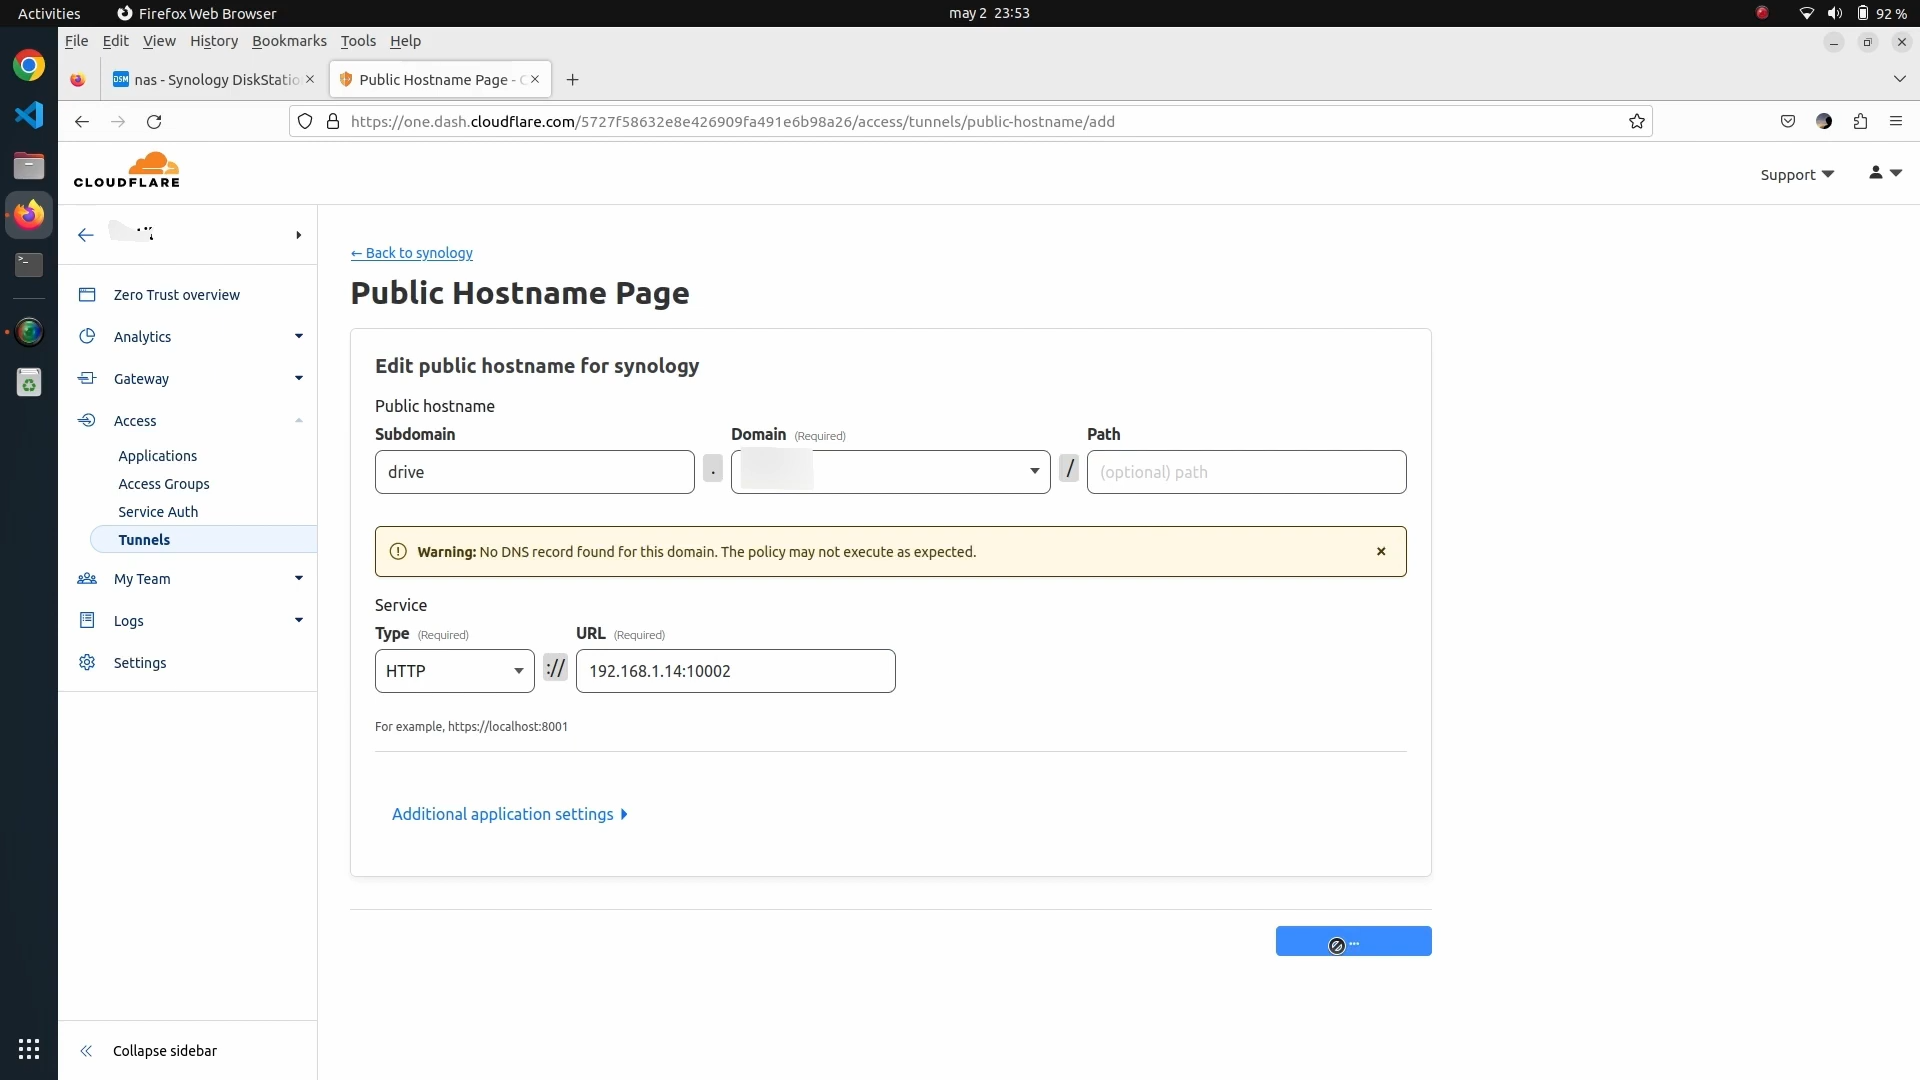 Activities
Firefox Web Browser
may 2 23:53
92 %
File Edit View History Bookmarks Tools Help
DSM nas - Synology DiskStatio
Public Hostname Page - C
https://one.dash.cloudflare.com/5727f58632e8e426909fa491e6b98a26/access/tunnels/public-hostname/add
CLOUDFLARE
Support
Zero Trust overview
Analytics
Gateway
Access
Applications
Access Groups
Service Auth
Tunnels
My Team
Logs
Settings
Collapse sidebar
← Back to synology
Public Hostname Page
Edit public hostname for synology
Public hostname
Subdomain Domain (Required) Path
drive . / (optional) path
Warning: No DNS record found for this domain. The policy may not execute as expected.
Service
Type (Required) URL (Required)
HTTP :// 192.168.1.14:10002
For example, https://localhost:8001
Additional application settings
...